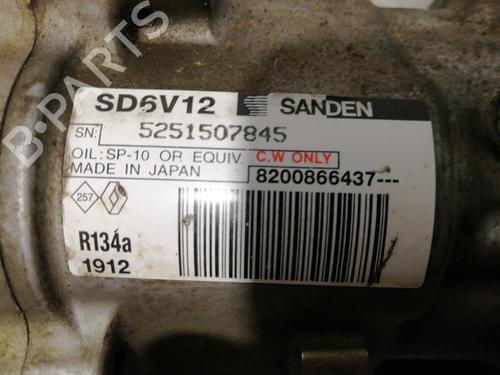 B-PARTS
SD6V12 SANDEN
SN: 5251507845
OIL:SP-10 OR EQUIV. C.W ONLY
MADE IN JAPAN 8200866437---
257
R134a
1912